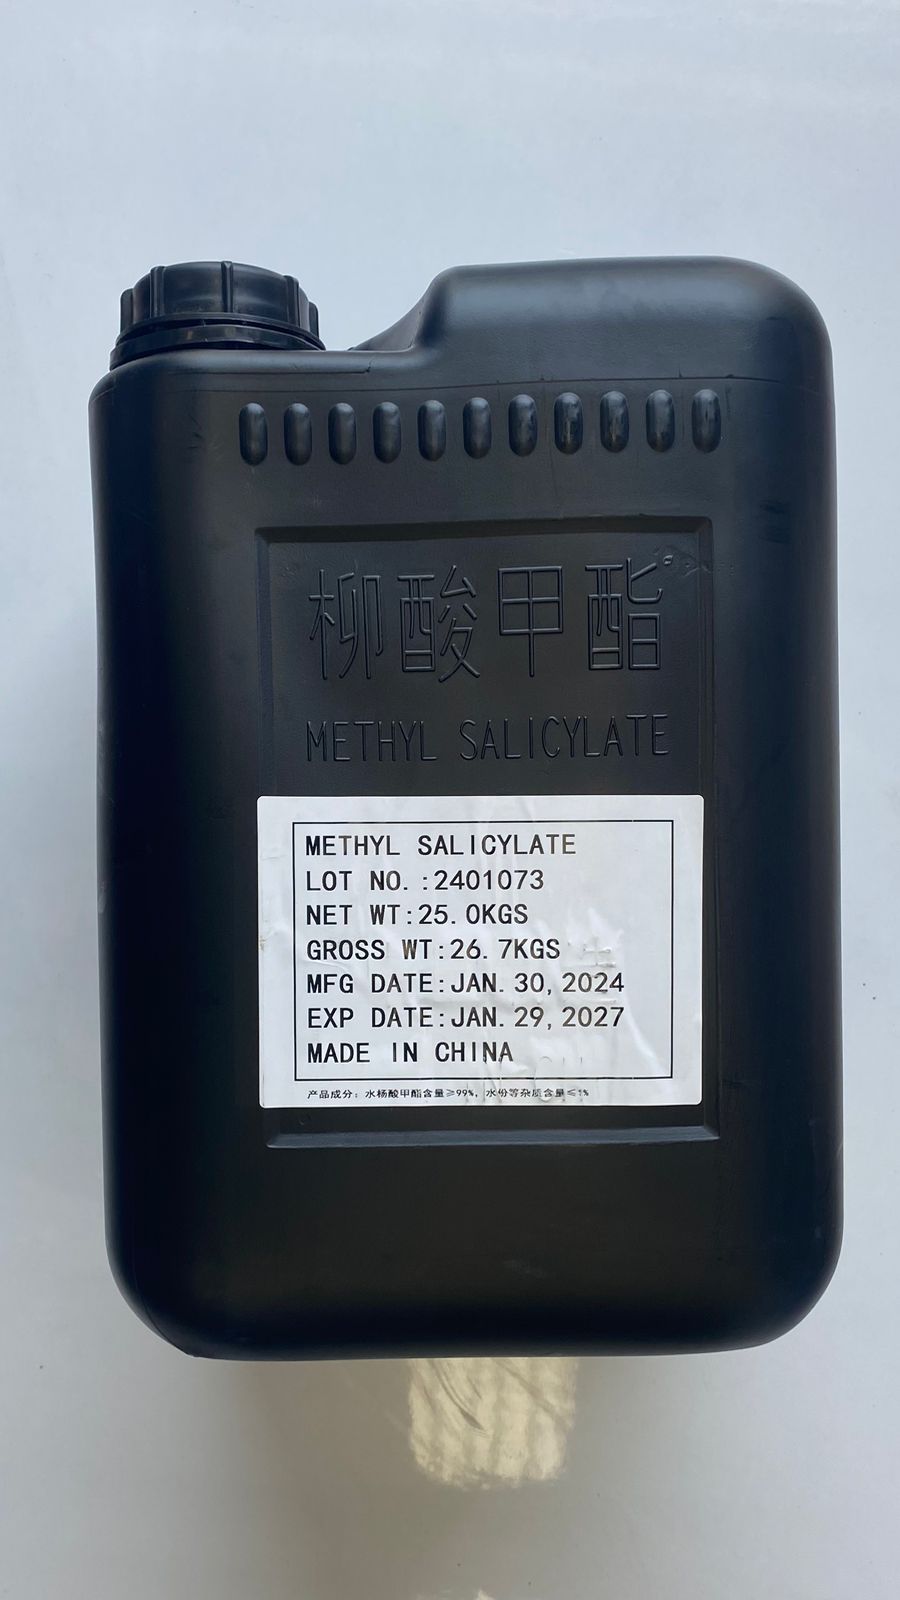 柳酸甲酯
METHYL SALICYLATE
METHYL SALICYLATE
LOT NO.:2401073
NET WT:25.0KGS
GROSS WT:26.7KGS
MFG DATE:JAN.30,2024
EXP DATE:JAN.29,2027
MADE IN CHINA
产品成分：水杨酸甲酯含量≥99%，水份等杂质含量≤1%